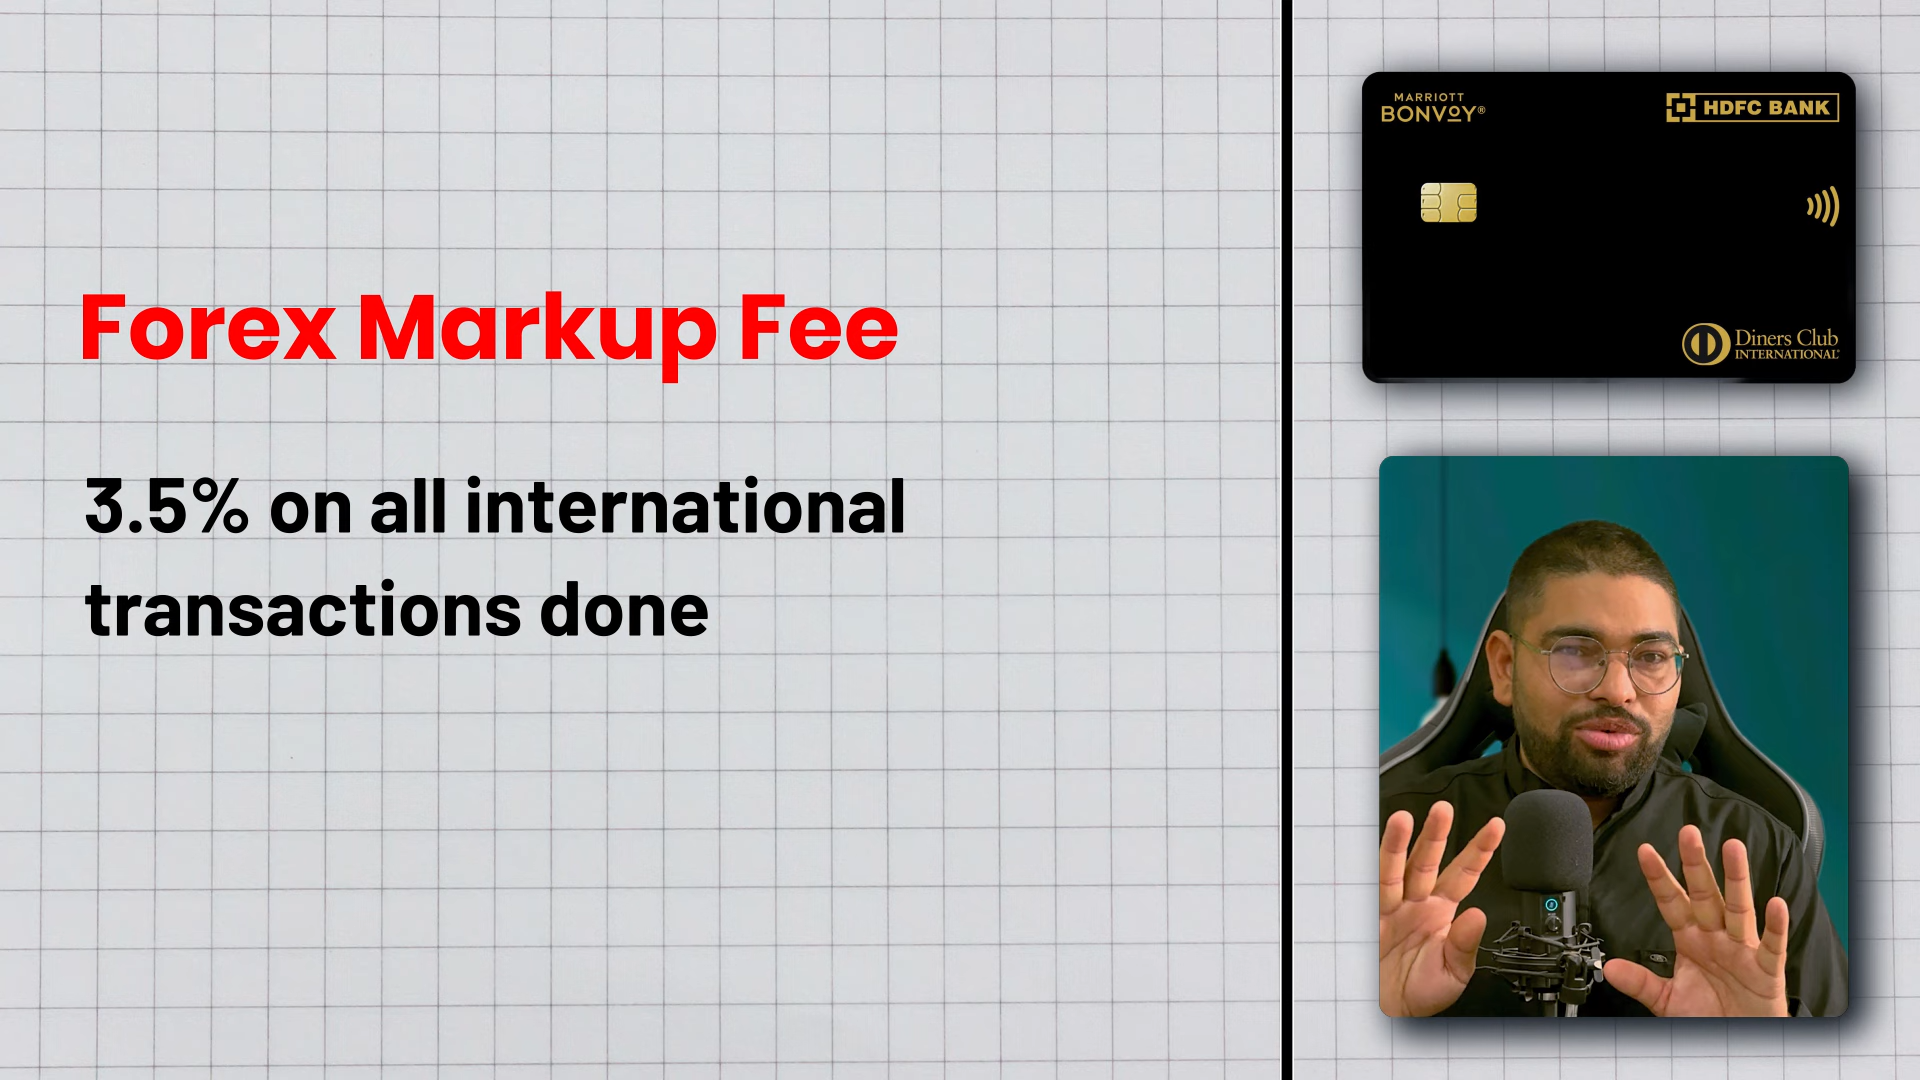 Forex Markup Fee
3.5% on all international
transactions done
MARRIOTT
BONVOY®
HDFC BANK
Diners Club
INTERNATIONAL®